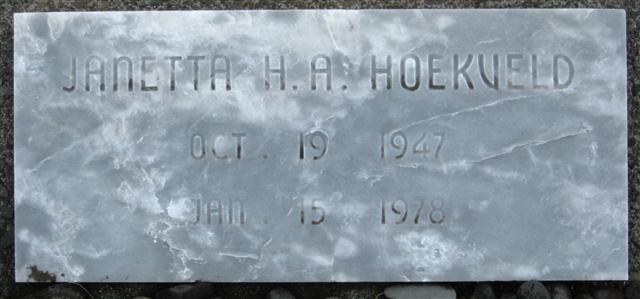 JANETTA H.A. HOEKVELD
OCT. 19, 1947
JAN. 15 1978